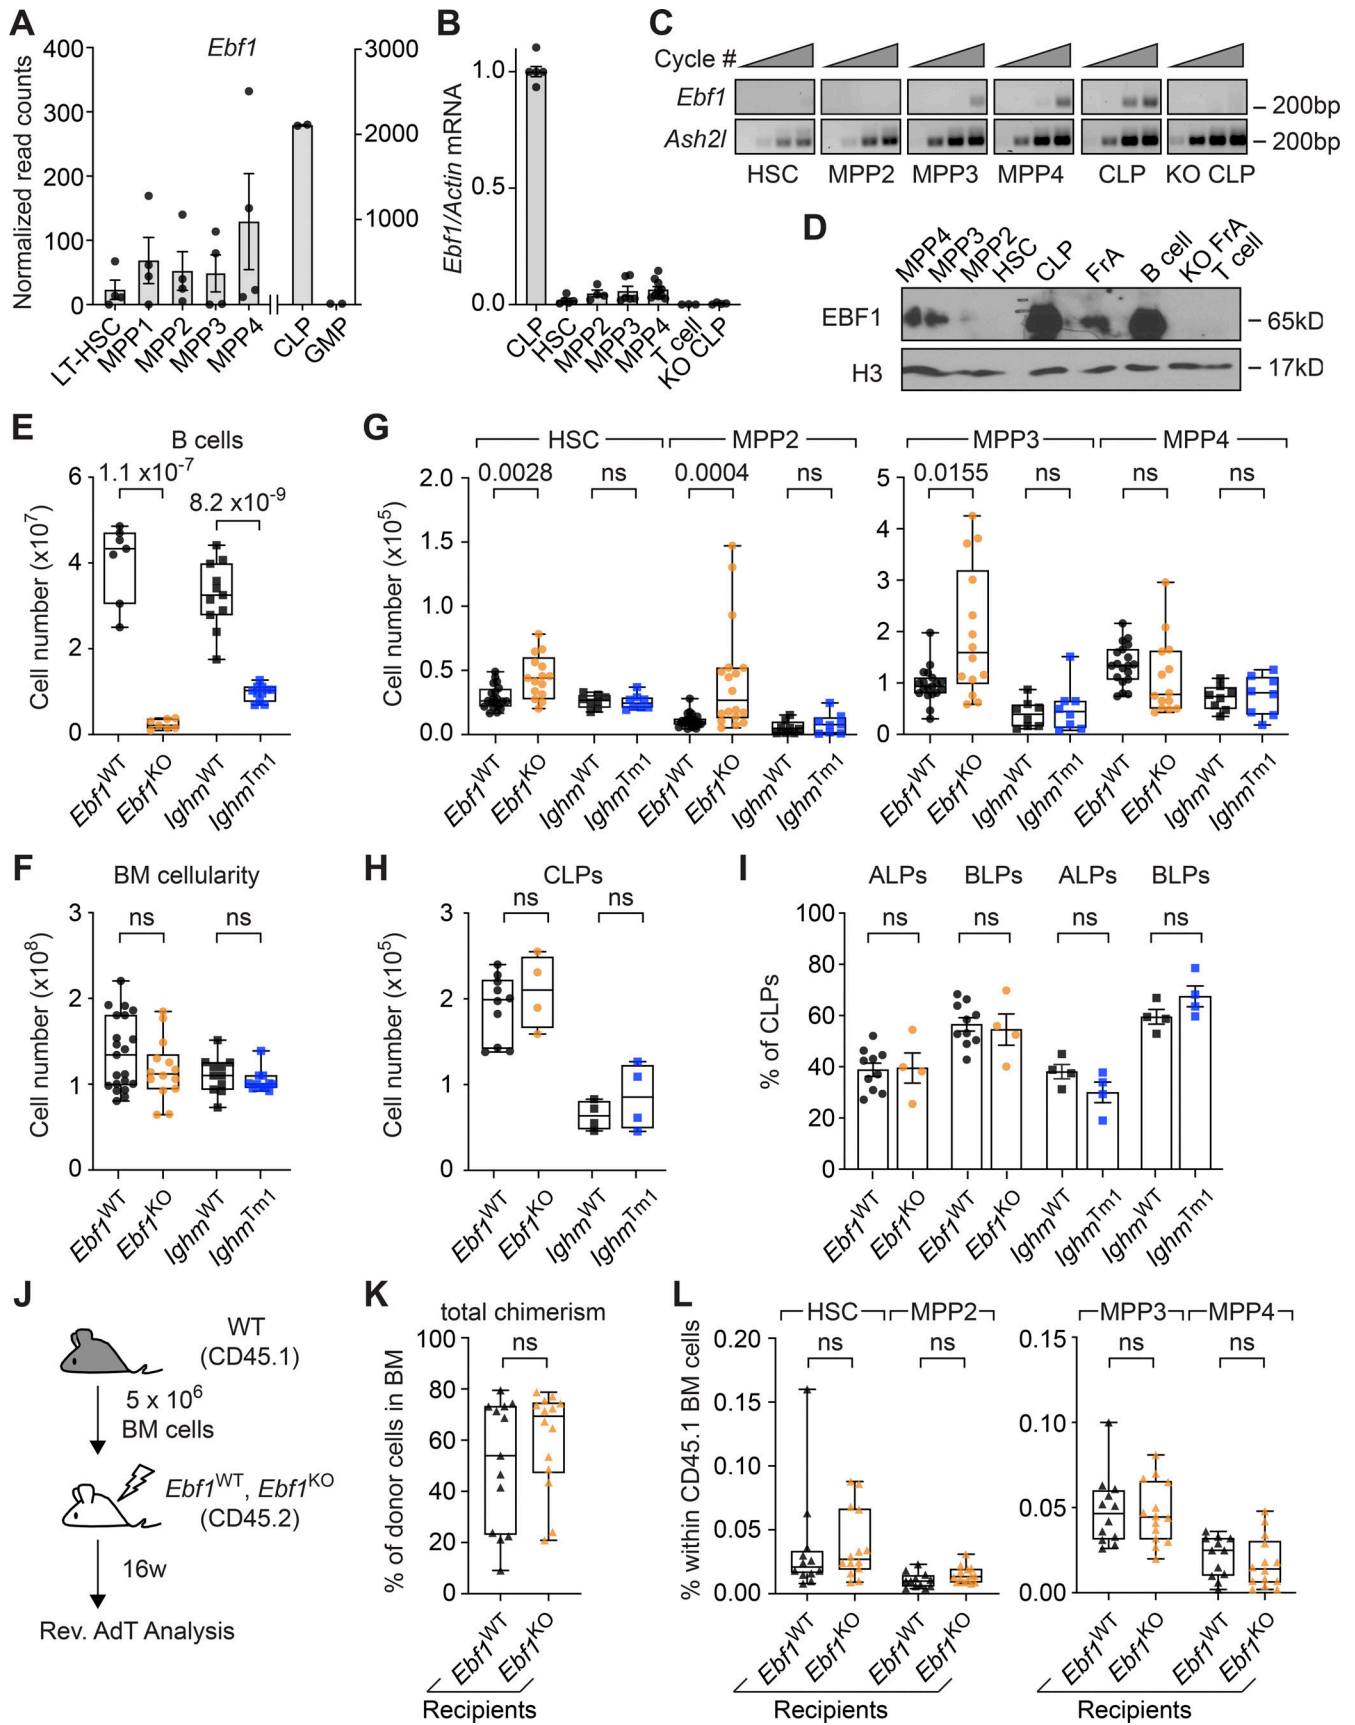 A
Ebf1
Normalized read counts
400
300
200
100
0
3000
2000
1000
LT-HSC
MPP1
MPP2
MPP3
MPP4
CLP
GMP
B
Ebf1/Actin mRNA
1.0
0.5
0.0
CLP
HSC
MPP2
MPP3
MPP4
T cell
KO CLP
C
Cycle #
Ebf1
– 200bp
Ash2l
– 200bp
HSC
MPP2
MPP3
MPP4
CLP
KO CLP
D
MPP4
MPP3
MPP2
HSC
CLP
FrA
B cell
KO FrA
T cell
EBF1
– 65kD
H3
– 17kD
E
B cells
1.1 x10-7
8.2 x10-9
Cell number (x10⁷)
6
4
2
0
Ebf1WT
Ebf1KO
IghmWT
IghmTm1
G
HSC
MPP2
0.0028
ns
0.0004
ns
Cell number (x10⁵)
2.0
1.5
1.0
0.5
0.0
Ebf1WT
Ebf1KO
IghmWT
IghmTm1
Ebf1WT
Ebf1KO
IghmWT
IghmTm1
MPP3
MPP4
0.0155
ns
ns
ns
5
4
3
2
1
0
Ebf1WT
Ebf1KO
IghmWT
IghmTm1
Ebf1WT
Ebf1KO
IghmWT
IghmTm1
F
BM cellularity
ns
ns
Cell number (x10⁸)
3
2
1
0
Ebf1WT
Ebf1KO
IghmWT
IghmTm1
H
CLPs
ns
ns
Cell number (x10⁵)
3
2
1
0
Ebf1WT
Ebf1KO
IghmWT
IghmTm1
I
ALPs
BLPs
ALPs
BLPs
ns
ns
ns
ns
% of CLPs
100
80
60
40
20
0
Ebf1WT
Ebf1KO
Ebf1WT
Ebf1KO
IghmWT
IghmTm1
IghmWT
IghmTm1
J
WT
(CD45.1)
5 x 10⁶
BM cells
Ebf1WT, Ebf1KO
(CD45.2)
16w
Rev. AdT Analysis
K
total chimerism
ns
% of donor cells in BM
100
80
60
40
20
0
Ebf1WT
Ebf1KO
Recipients
L
HSC
MPP2
ns
ns
% within CD45.1 BM cells
0.20
0.15
0.10
0.05
0.00
Ebf1WT
Ebf1KO
Ebf1WT
Ebf1KO
Recipients
MPP3
MPP4
ns
ns
0.15
0.10
0.05
0.00
Ebf1WT
Ebf1KO
Ebf1WT
Ebf1KO
Recipients